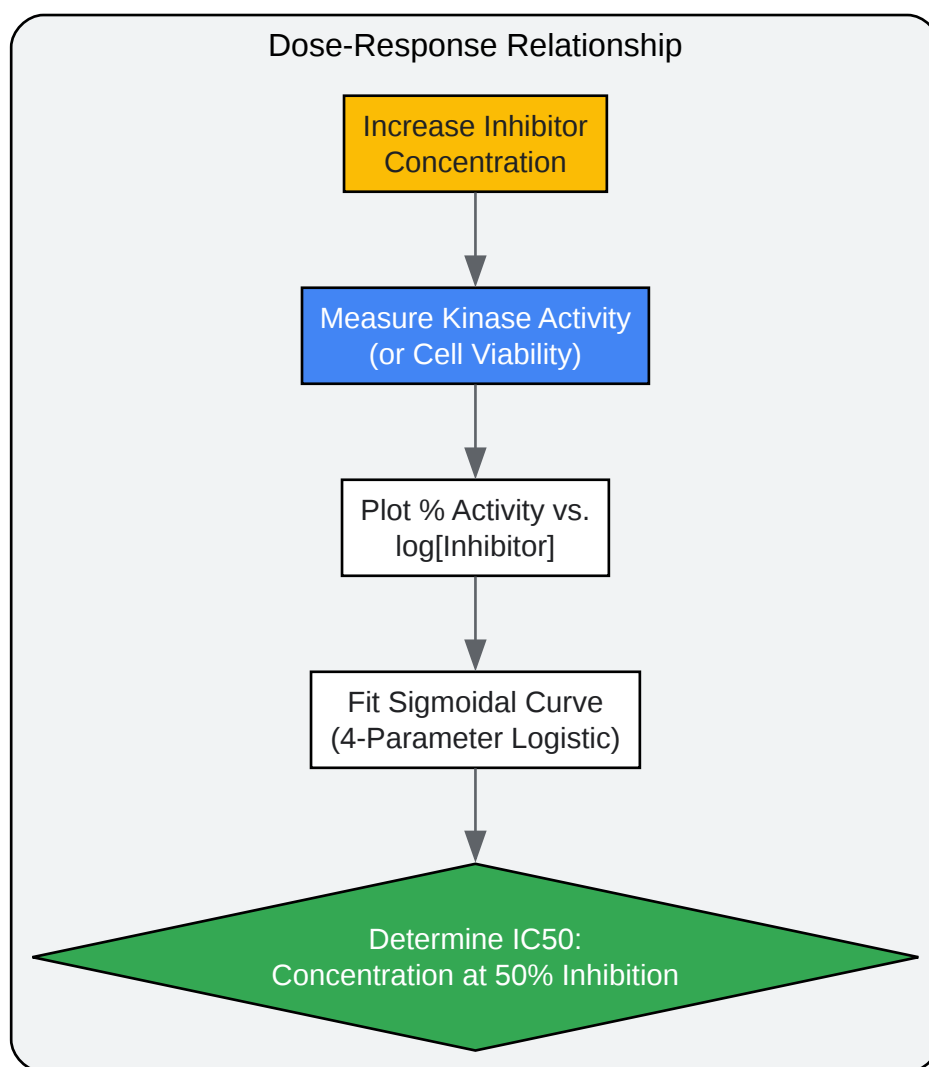 Dose-Response Relationship
Increase Inhibitor
Concentration
Measure Kinase Activity
(or Cell Viability)
Plot % Activity vs.
log[Inhibitor]
Fit Sigmoidal Curve
(4-Parameter Logistic)
Determine IC50:
Concentration at 50% Inhibition